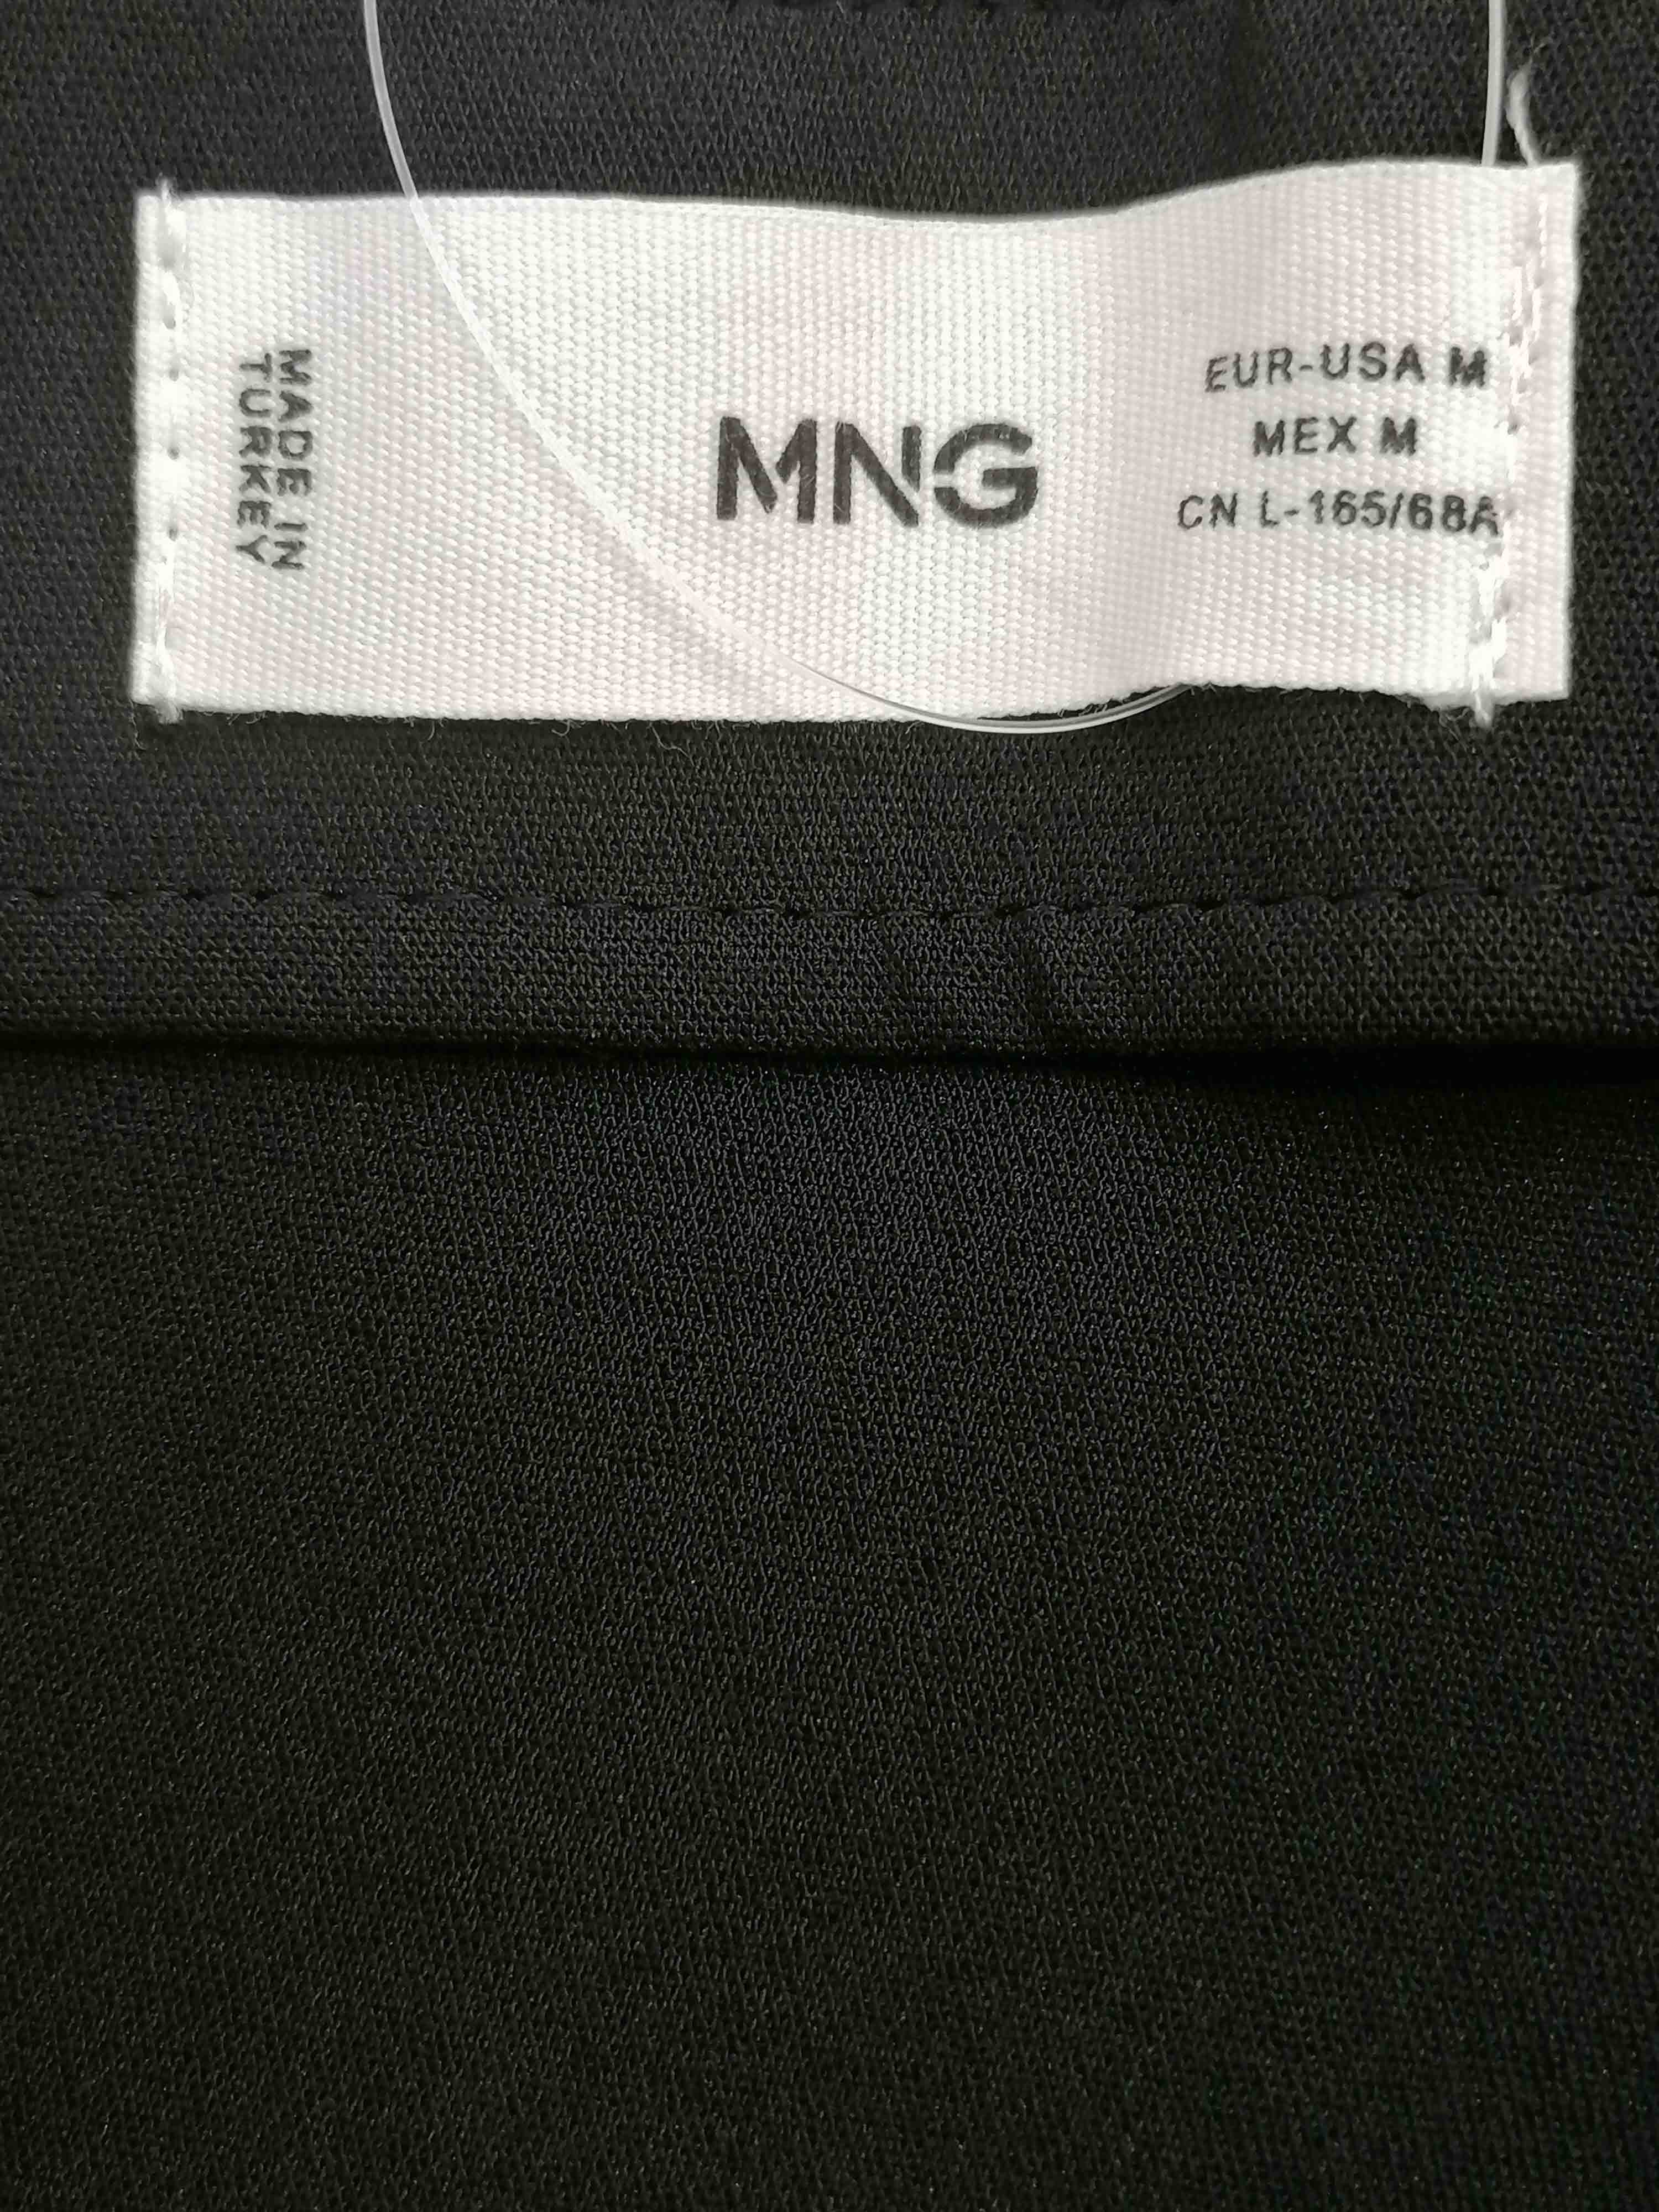 MADE IN
TURKEY
MNG
EUR-USA M
MEX M
CN L-165/68A